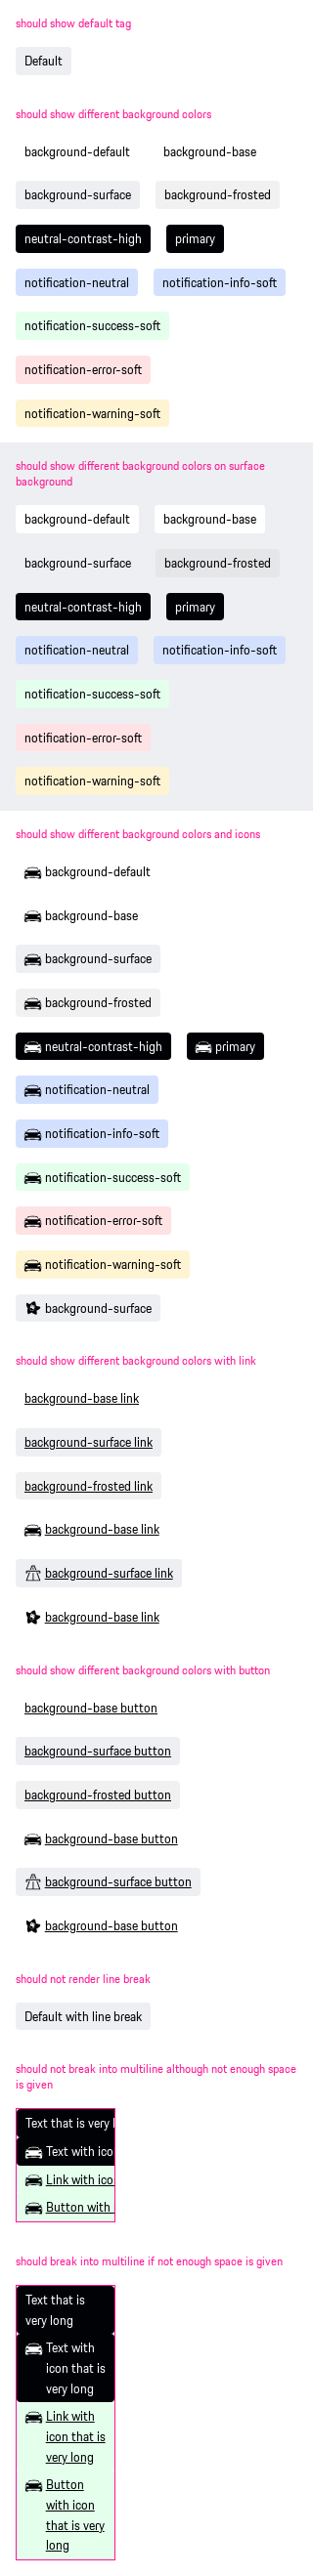 should show default tag
Default
should show different background colors
background-default background-base
background-surface background-frosted
neutral-contrast-high primary
notification-neutral notification-info-soft
notification-success-soft
notification-error-soft
notification-warning-soft
should show different background colors on surface
background
background-default background-base
background-surface background-frosted
neutral-contrast-high primary
notification-neutral notification-info-soft
notification-success-soft
notification-error-soft
notification-warning-soft
should show different background colors and icons
background-default
background-base
background-surface
background-frosted
neutral-contrast-high primary
notification-neutral
notification-info-soft
notification-success-soft
notification-error-soft
notification-warning-soft
background-surface
should show different background colors with link
background-base link
background-surface link
background-frosted link
background-base link
background-surface link
background-base link
should show different background colors with button
background-base button
background-surface button
background-frosted button
background-base button
background-surface button
background-base button
should not render line break
Default with line break
should not break into multiline although not enough space
is given
Text that is very
Text with ico
Link with ico
Button with
should break into multiline if not enough space is given
Text that is
very long
Text with
icon that is
very long
Link with
icon that is
very long
Button
with icon
that is very
long